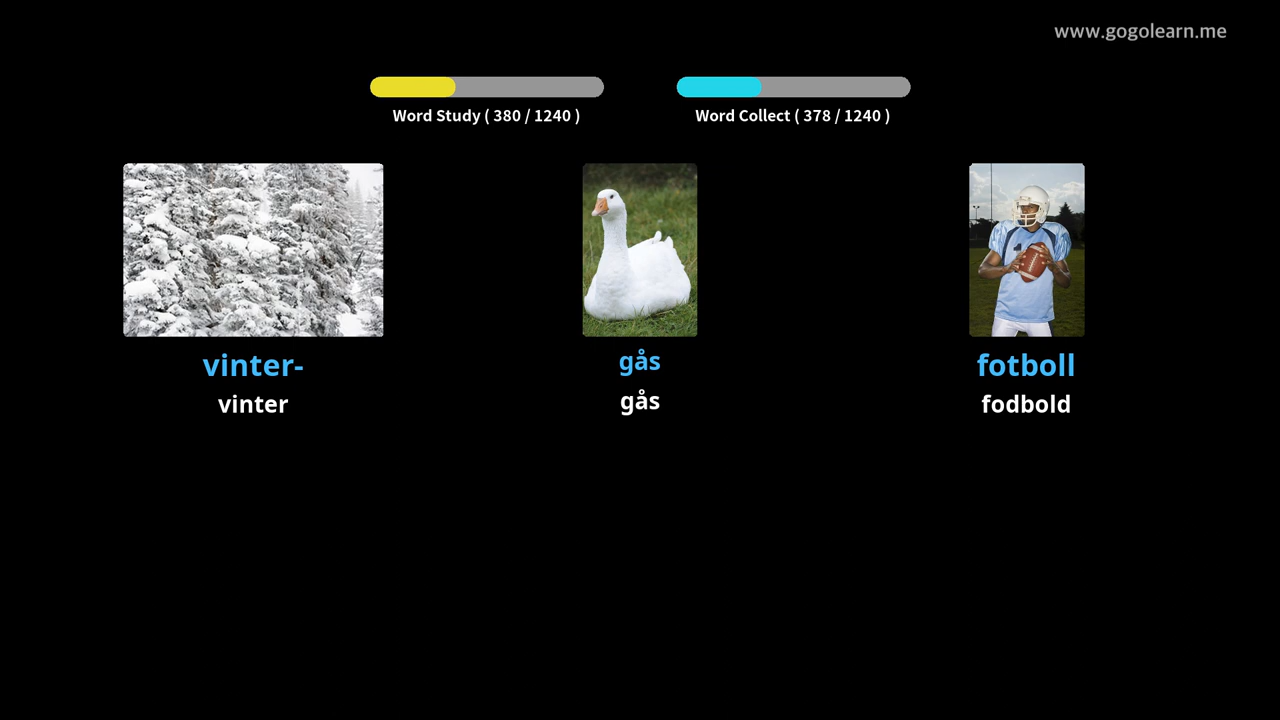 www.gogolearn.me
Word Study ( 380 / 1240 )
Word Collect ( 378 / 1240 )
vinter-
vinter
gås
gås
fotboll
fodbold